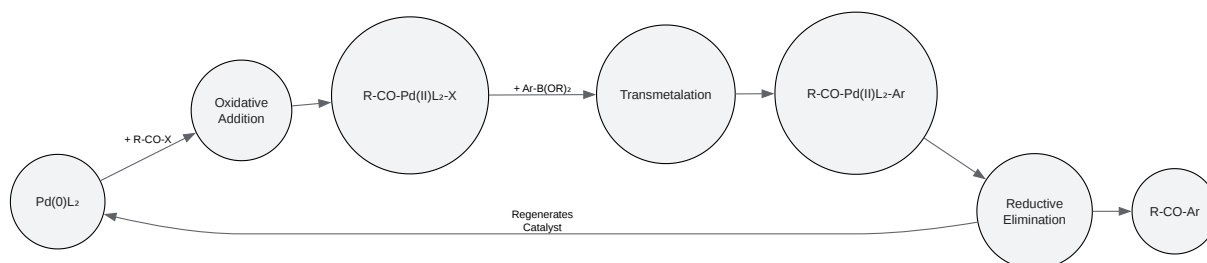 Pd(0)L₂
+ R-CO-X
Oxidative
Addition
R-CO-Pd(II)L₂-X
+ Ar-B(OR)₂
Transmetalation
R-CO-Pd(II)L₂-Ar
Reductive
Elimination
R-CO-Ar
Regenerates
Catalyst